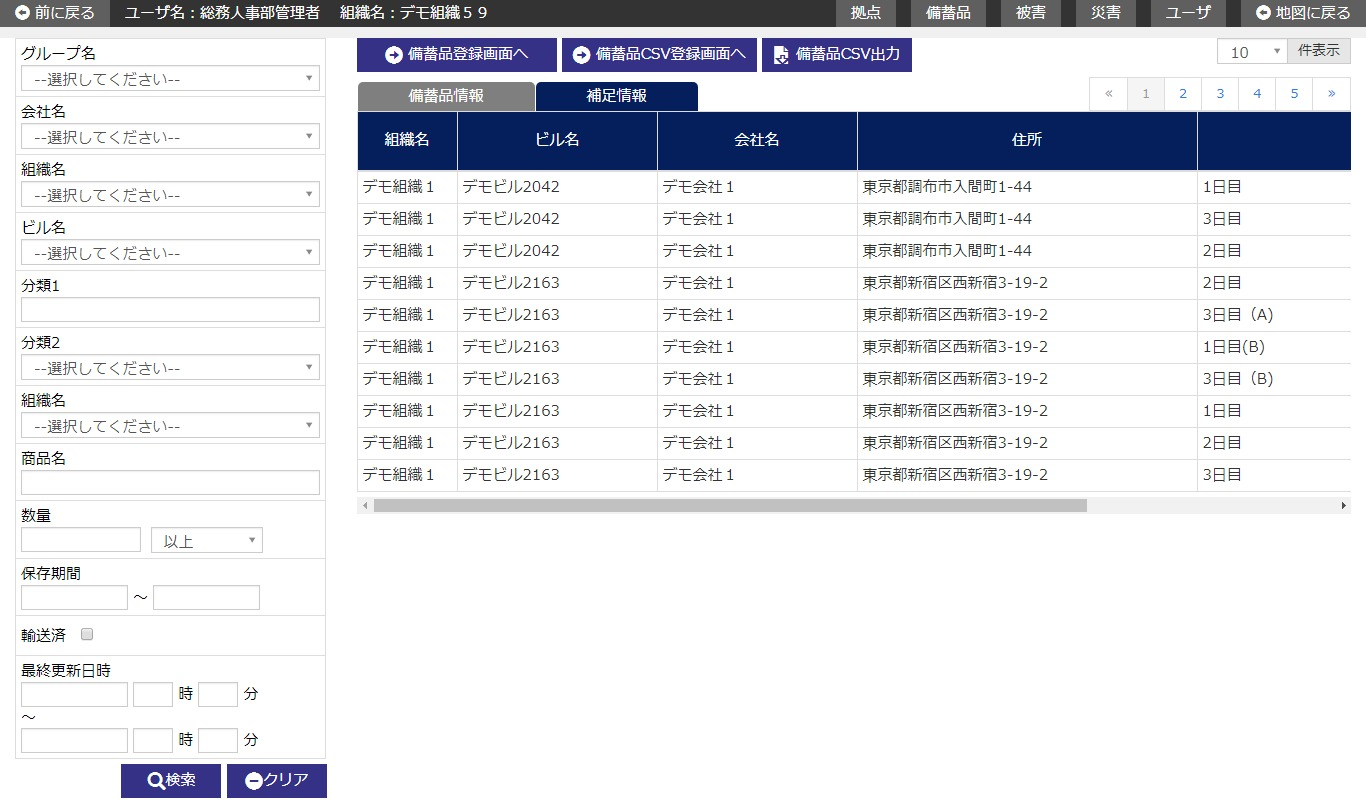 前に戻る ユーザ名：総務人事部管理者 組織名：デモ組織５９ 拠点 備蓄品 被害 災害 ユーザ 地図に戻る
グループ名
--選択してください--
会社名
--選択してください--
組織名
--選択してください--
ビル名
--選択してください--
分類1
分類2
--選択してください--
組織名
--選択してください--
商品名
数量
以上
保存期間
～
輸送済
最終更新日時
時 分
～
時 分
検索 クリア
備蓄品登録画面へ 備蓄品CSV登録画面へ 備蓄品CSV出力
10 件表示
« 1 2 3 4 5 »
備蓄品情報 補足情報
組織名 ビル名 会社名 住所
デモ組織１ デモビル2042 デモ会社１ 東京都調布市入間町1-44 1日目
デモ組織１ デモビル2042 デモ会社１ 東京都調布市入間町1-44 3日目
デモ組織１ デモビル2042 デモ会社１ 東京都調布市入間町1-44 2日目
デモ組織１ デモビル2163 デモ会社１ 東京都新宿区西新宿3-19-2 2日目
デモ組織１ デモビル2163 デモ会社１ 東京都新宿区西新宿3-19-2 3日目（A)
デモ組織１ デモビル2163 デモ会社１ 東京都新宿区西新宿3-19-2 1日目(B)
デモ組織１ デモビル2163 デモ会社１ 東京都新宿区西新宿3-19-2 3日目（B)
デモ組織１ デモビル2163 デモ会社１ 東京都新宿区西新宿3-19-2 1日目
デモ組織１ デモビル2163 デモ会社１ 東京都新宿区西新宿3-19-2 2日目
デモ組織１ デモビル2163 デモ会社１ 東京都新宿区西新宿3-19-2 3日目